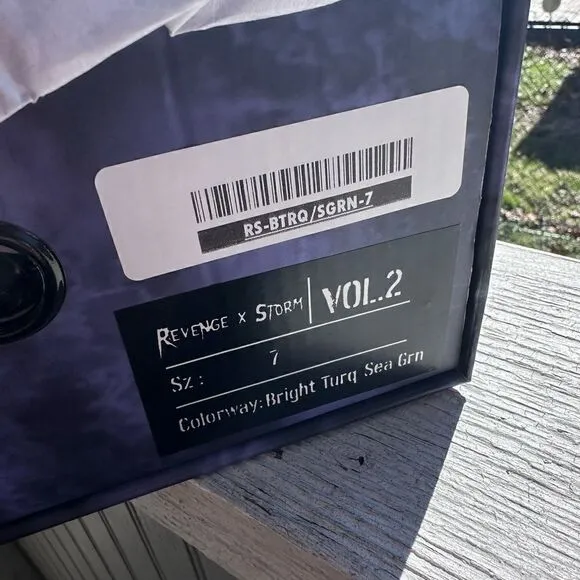 RS-BTRQ/SGRN-7
REVENGE X STORM | VOL.2
Sz: 7
Colorway: Bright Turq Sea Grn